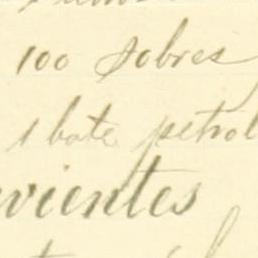 100 Sobres
1 bote petrol
vientes